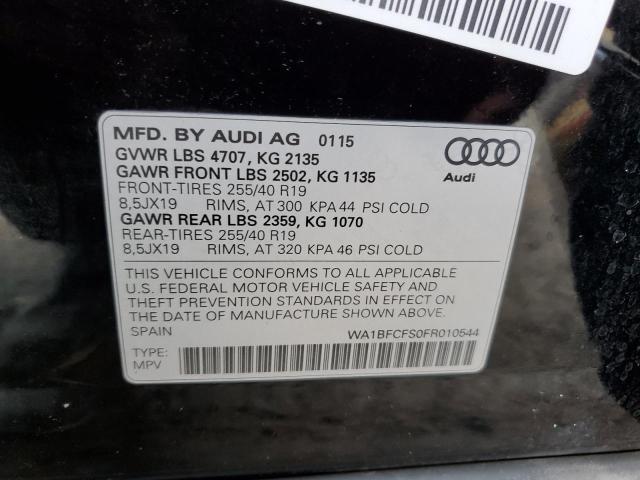 MFD. BY AUDI AG 0115
GVWR LBS 4707, KG 2135
GAWR FRONT LBS 2502, KG 1135
FRONT-TIRES 255/40 R19
8,5JX19 RIMS, AT 300 KPA 44 PSI COLD
GAWR REAR LBS 2359, KG 1070
REAR-TIRES 255/40 R19
8,5JX19 RIMS, AT 320 KPA 46 PSI COLD
Audi
THIS VEHICLE CONFORMS TO ALL APPLICABLE
U.S. FEDERAL MOTOR VEHICLE SAFETY AND
THEFT PREVENTION STANDARDS IN EFFECT ON
THE DATE OF MANUFACTURE SHOWN ABOVE.
SPAIN WA1BFCFS0FR010544
TYPE:
MPV